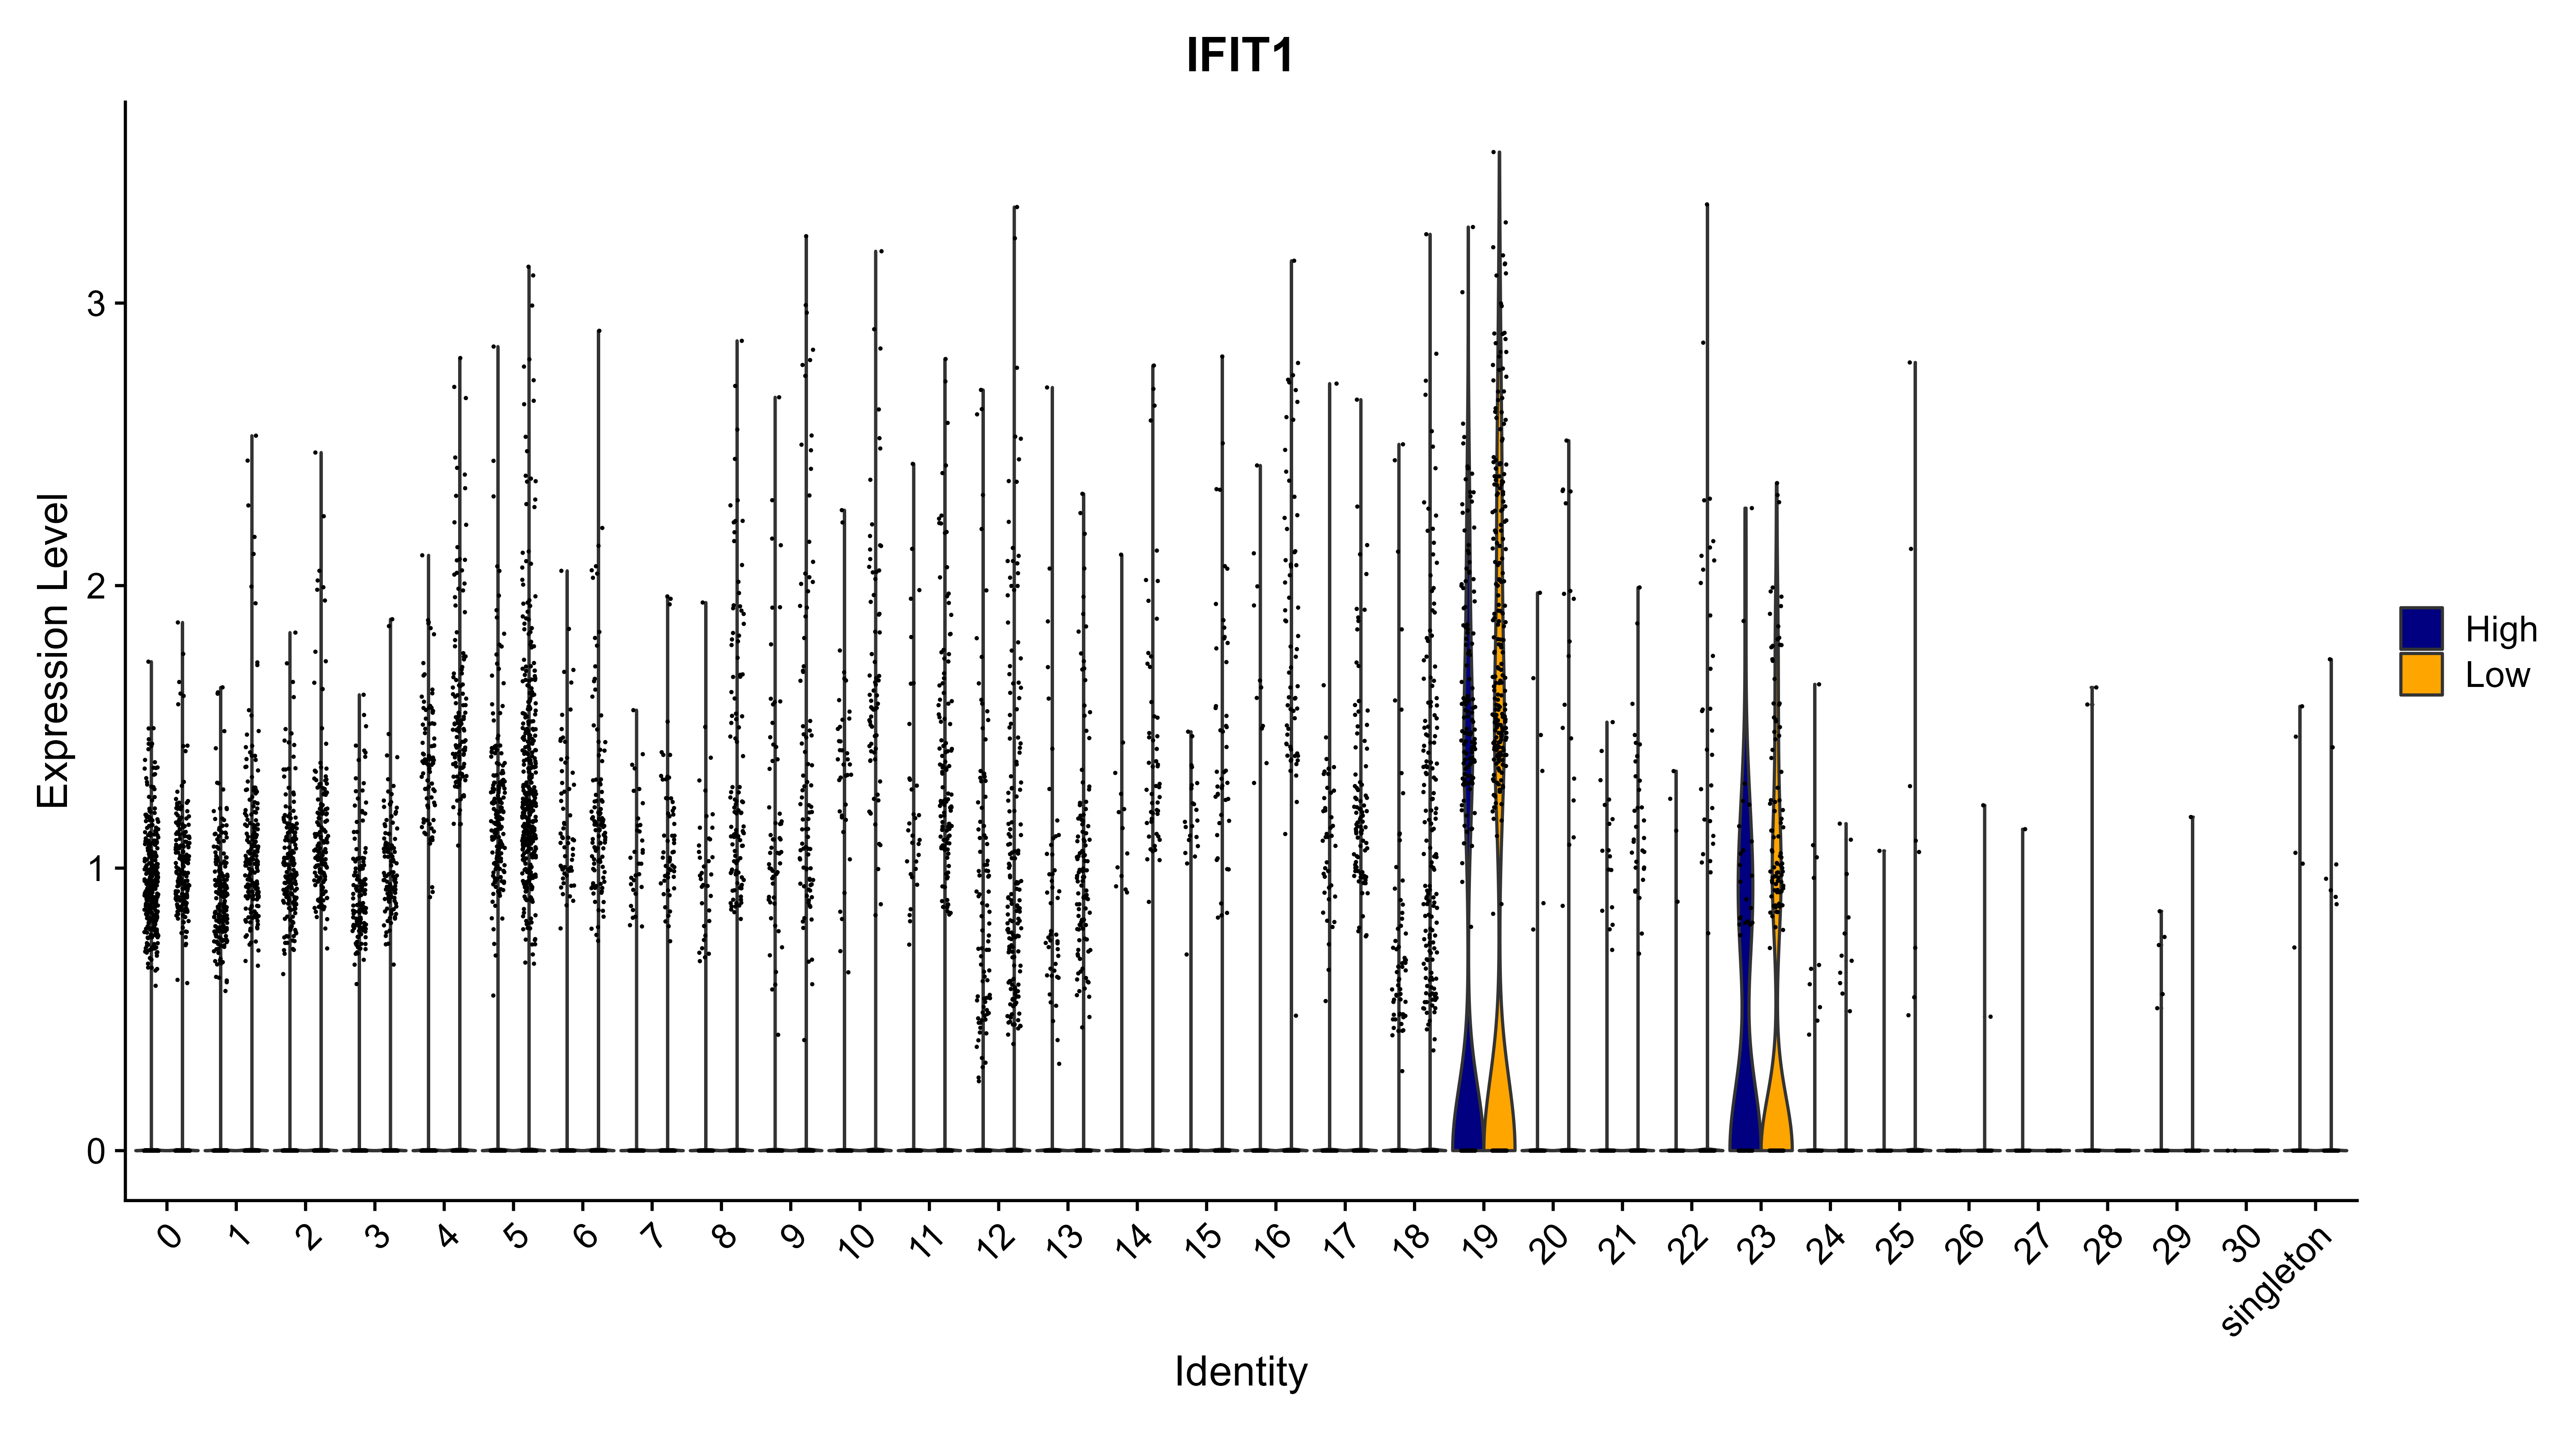 IFIT1
Expression Level
3
2
1
0
0 1 2 3 4 5 6 7 8 9 10 11 12 13 14 15 16 17 18 19 20 21 22 23 24 25 26 27 28 29 30 singleton
Identity
High
Low